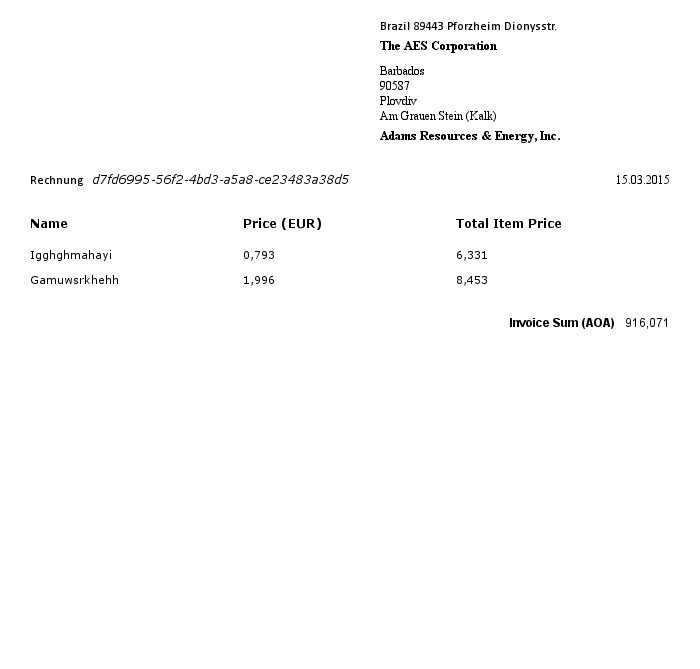 Brazil 89443 Pforzheim Dionysstr.
The AES Corporation
Barbados
90587
Plovdiv
Am Grauen Stein (Kalk)
Adams Resources & Energy, Inc.
Rechnung d7fd6995-56f2-4bd3-a5a8-ce23483a38d5 15.03.2015
Name Price (EUR) Total Item Price
Igghghmahayi 0,793 6,331
Gamuwsrkhehh 1,996 8,453
Invoice Sum (AOA) 916,071